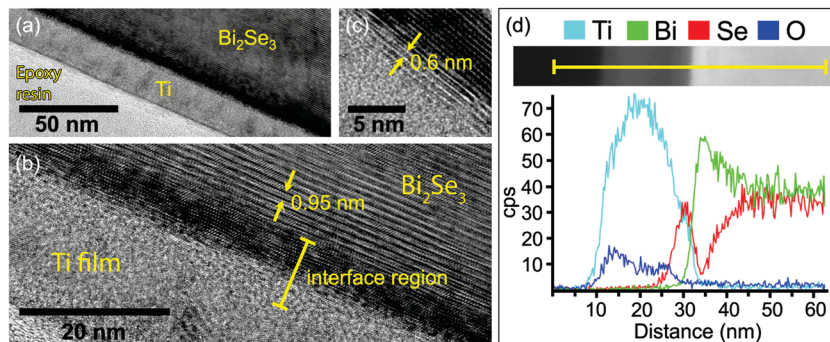 (a)
Bi₂Se₃
Epoxy
resin
Ti
50 nm
(c)
0.6 nm
5 nm
(b)
Bi₂Se₃
0.95 nm
Ti film
interface region
20 nm
(d)
Ti Bi Se O
70
60
50
40
30
20
10
cps
0 10 20 30 40 50 60
Distance (nm)